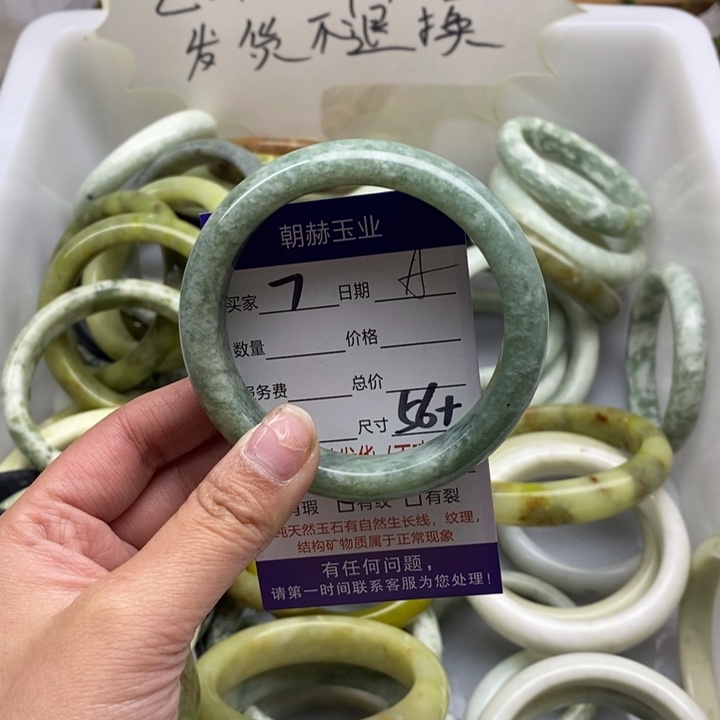 发货不退换
朝赫玉业
买家 7 日期 A
数量 价格
务费 总价
尺寸 56+
有纹 □有裂
纯天然玉石有自然生长线，纹理，
结构矿物质属于正常现象
有任何问题，
请第一时间联系客服为您处理！